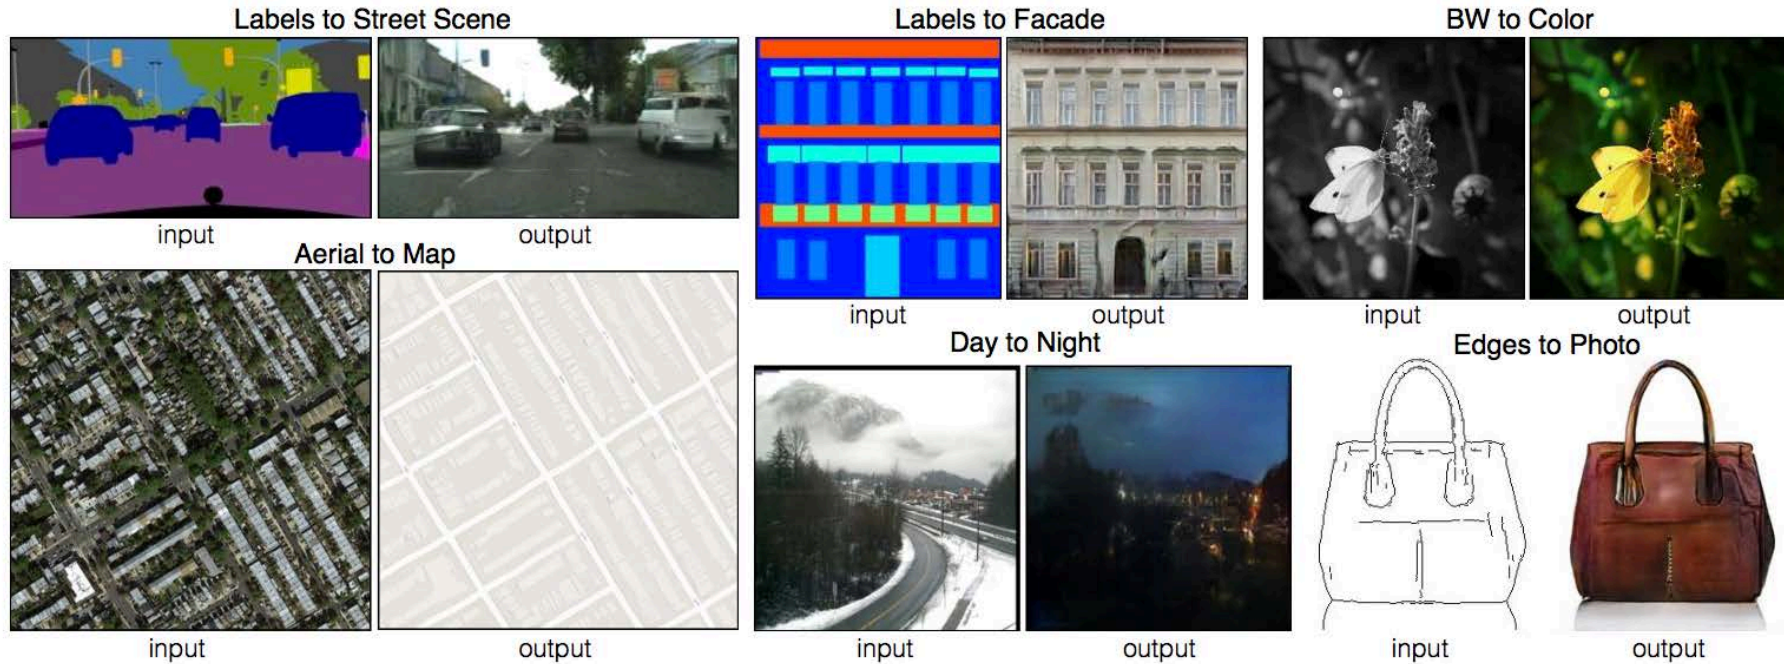 Labels to Street Scene
input
output
Aerial to Map
input
output
Labels to Facade
input
output
BW to Color
input
output
Day to Night
input
output
Edges to Photo
input
output